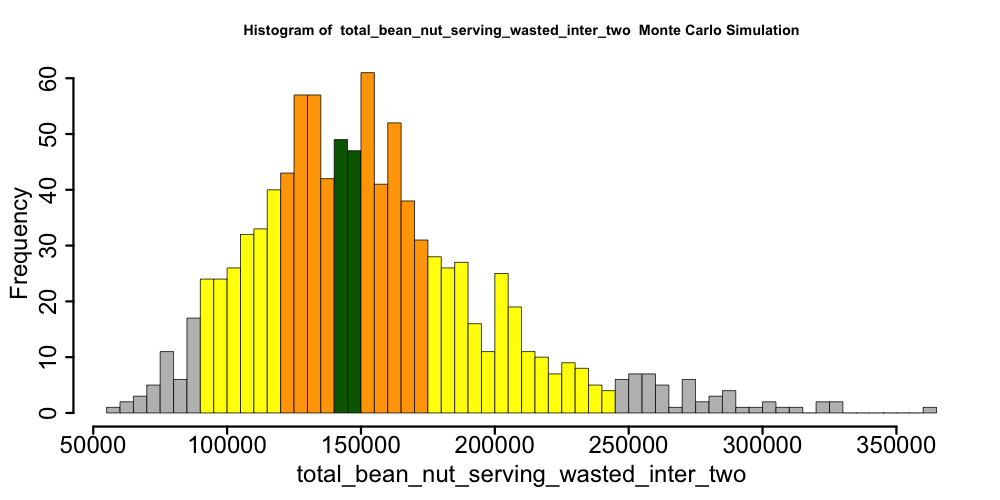 Histogram of total_bean_nut_serving_wasted_inter_two Monte Carlo Simulation
Frequency
60
50
40
30
20
10
0
50000 100000 150000 200000 250000 300000 350000
total_bean_nut_serving_wasted_inter_two